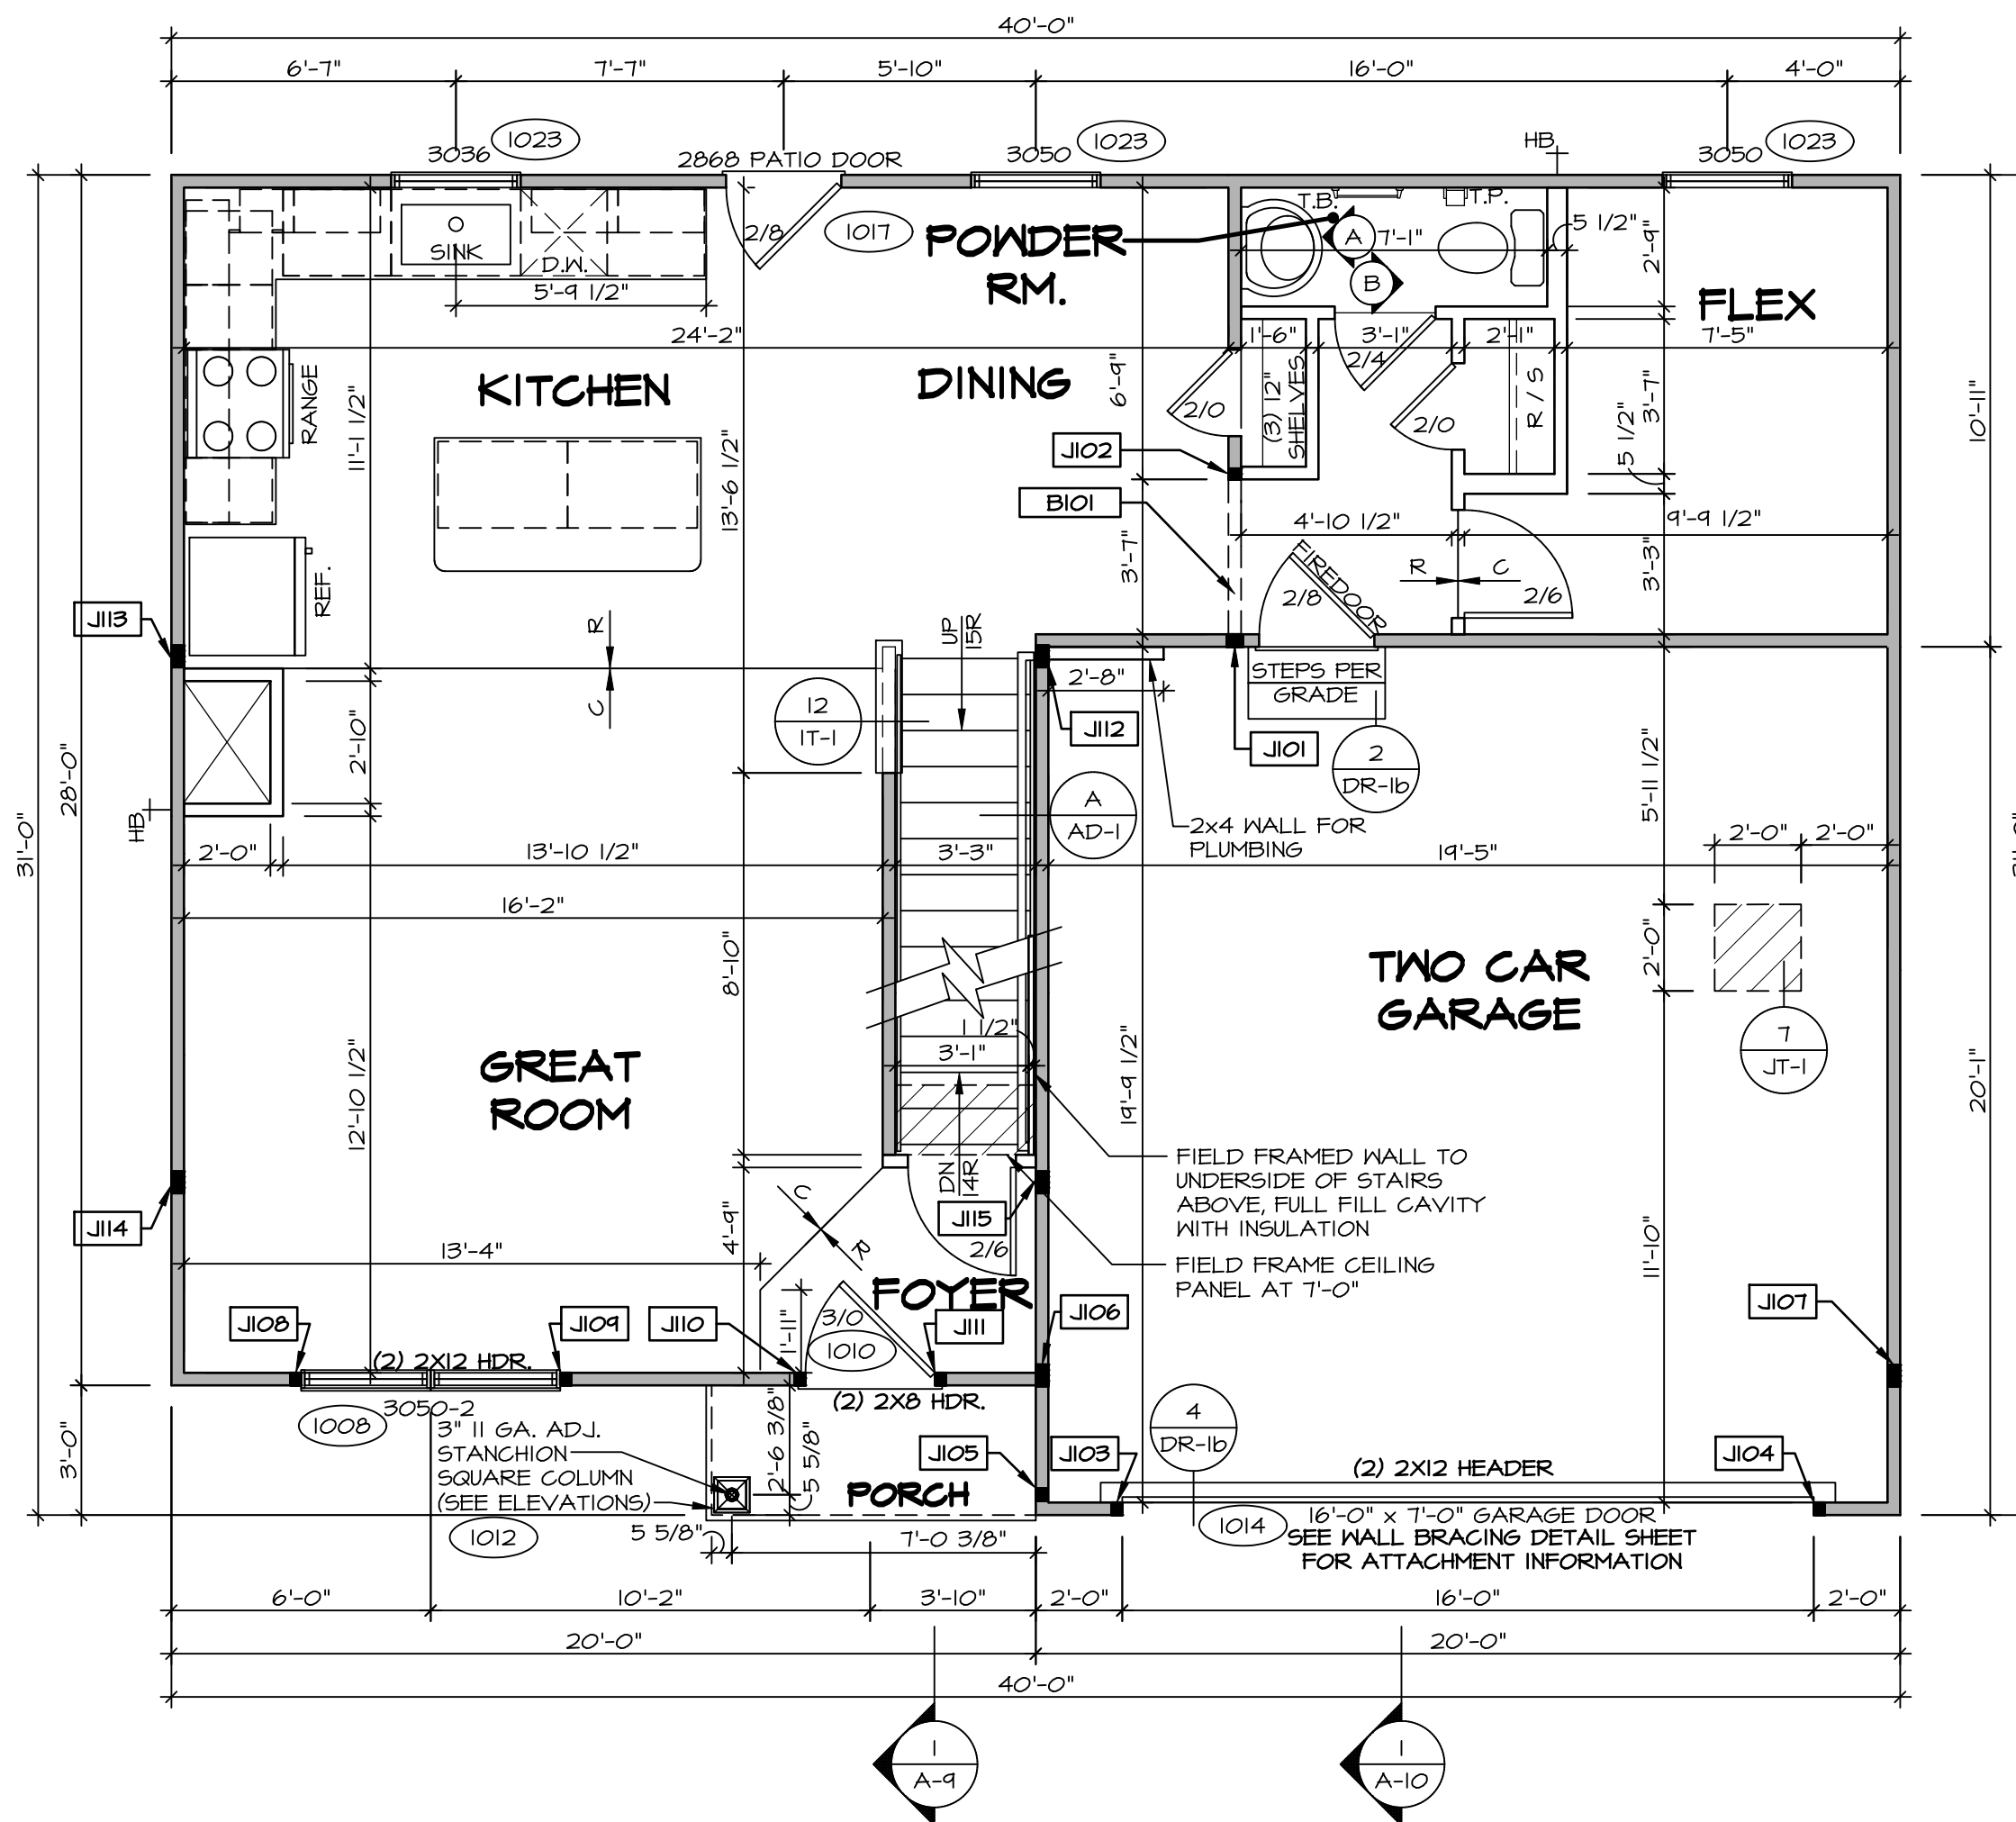 40'-0"
6'-7" 7'-7" 5'-10" 16'-0" 4'-0"
3036 1023
2868 PATIO DOOR
3050 1023
HB
3050 1023
SINK
D.W.
5'-9 1/2"
2/8
1017
POWDER
RM.
T.B.
T.P.
A
7'-1"
B
5 1/2"
2'-9"
FLEX
24'-2"
1'-6" 3'-1" 2'-1" 7'-5"
2/4
RANGE
KITCHEN
DINING
11'-1 1/2"
13'-6 1/2"
6'-9"
2/0
(3) 12"
SHELVES
2/0
R / S
3'-7"
5 1/2"
10'-11"
J102
B101
3'-7"
4'-10 1/2"
9'-9 1/2"
FIREDOOR
2/8
R C
2/6
3'-3"
REF.
J113
R
C
UP
15R
2'-8"
STEPS PER
GRADE
12
IT-1
J112
J101
2
DR-1b
2'-10"
28'-0"
31'-0"
HB
A
AD-1
2x4 WALL FOR
PLUMBING
5'-11 1/2"
2'-0" 2'-0"
2'-0" 13'-10 1/2" 3'-3" 19'-5"
16'-2"
8'-10"
2'-0"
TWO CAR
GARAGE
7
JT-1
GREAT
ROOM
12'-10 1/2"
1 1/2"
3'-1"
19'-9 1/2"
20'-1"
FIELD FRAMED WALL TO
UNDERSIDE OF STAIRS
ABOVE, FULL FILL CAVITY
WITH INSULATION
DN
14R
J114
C
R
4'-9"
J115
2/6
11'-10"
13'-4"
FIELD FRAME CEILING
PANEL AT 7'-0"
FOYER
J108
J109
J110
1'-11"
3/0
1010
J111
J106
J107
(2) 2X12 HDR.
3050-2
1008
(2) 2X8 HDR.
3'-0"
3" 11 GA. ADJ.
STANCHION
SQUARE COLUMN
(SEE ELEVATIONS)
1012
2'-6 3/8"
5 5/8"
PORCH
J105
J103
4
DR-1b
J104
(2) 2X12 HEADER
1014
16'-0" x 7'-0" GARAGE DOOR
SEE WALL BRACING DETAIL SHEET
FOR ATTACHMENT INFORMATION
5 5/8"
7'-0 3/8"
6'-0" 10'-2" 3'-10" 2'-0" 16'-0" 2'-0"
20'-0" 20'-0"
40'-0"
1
A-9
1
A-10